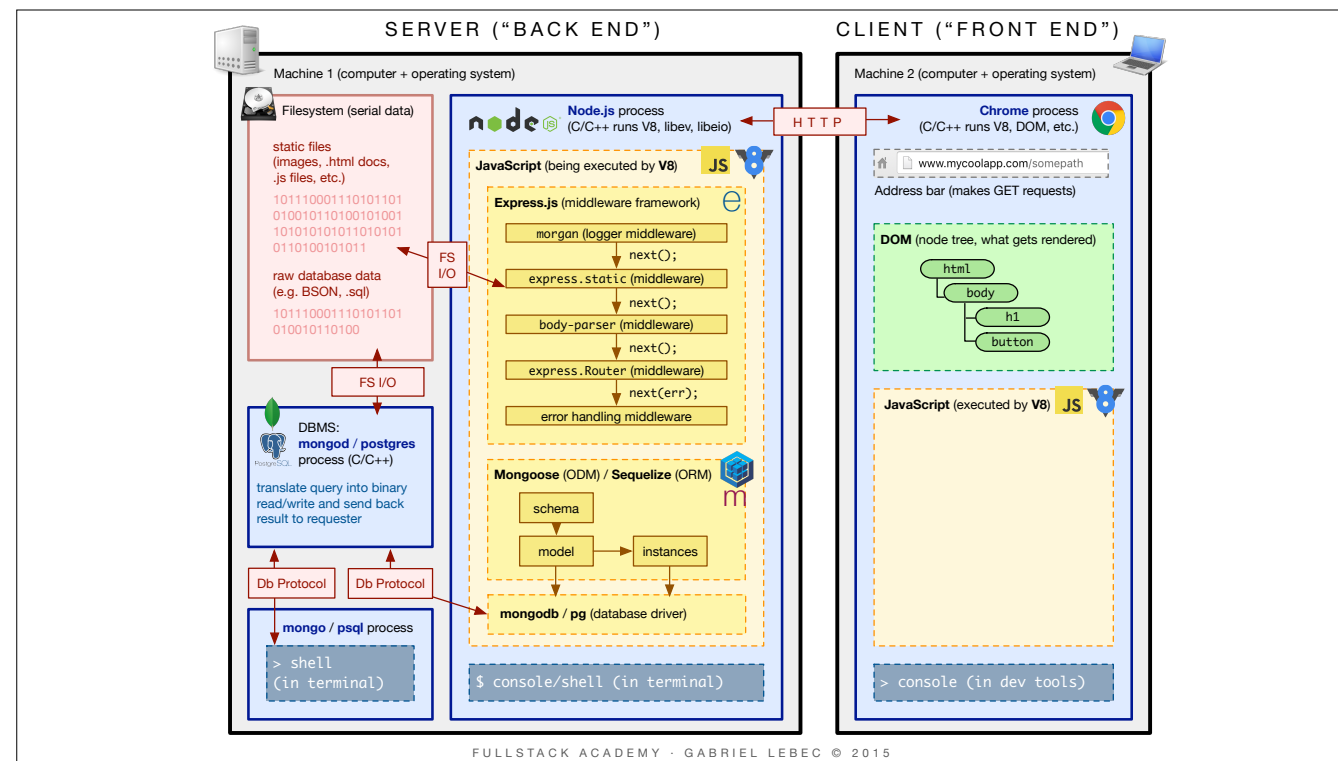 SERVER (“BACK END”)
CLIENT (“FRONT END”)
Machine 1 (computer + operating system)
Filesystem (serial data)
static files
(images, .html docs,
.js files, etc.)
10111000111010110​1
010010110100101001
101010101011010101
0110100101011
raw database data
(e.g. BSON, .sql)
101110001110101101
010010110100
FS I/O
DBMS:
mongod / postgres
process (C/C++)
PostgreSQL
translate query into binary
read/write and send back
result to requester
Db Protocol
Db Protocol
mongo / psql process
> shell
(in terminal)
FS
I/O
node
JS
Node.js process
(C/C++ runs V8, libev, libeio)
JavaScript (being executed by V8)
JS
8
Express.js (middleware framework)
e
morgan (logger middleware)
next();
express.static (middleware)
next();
body-parser (middleware)
next();
express.Router (middleware)
next(err);
error handling middleware
Mongoose (ODM) / Sequelize (ORM)
m
schema
model
instances
mongodb / pg (database driver)
$ console/shell (in terminal)
HTTP
Machine 2 (computer + operating system)
Chrome process
(C/C++ runs V8, DOM, etc.)
www.mycoolapp.com/somepath
Address bar (makes GET requests)
DOM (node tree, what gets rendered)
html
body
h1
button
JavaScript (executed by V8)
JS
8
> console (in dev tools)
FULLSTACK ACADEMY · GABRIEL LEBEC © 2015